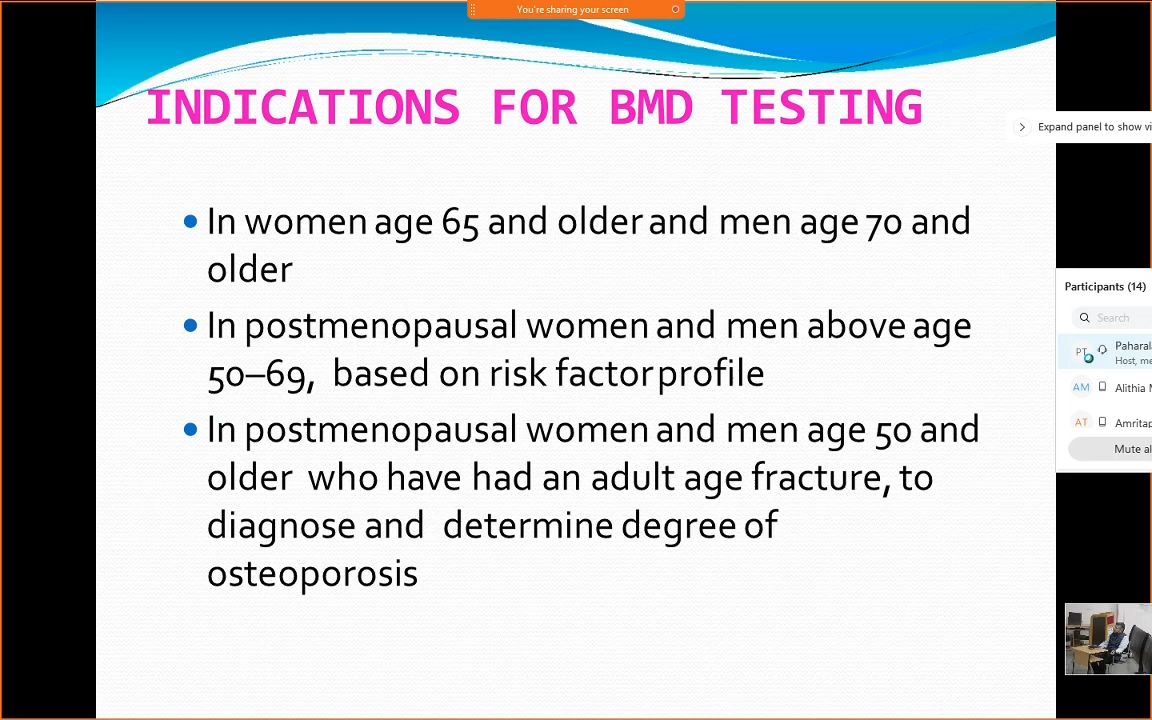 You're sharing your screen
INDICATIONS FOR BMD TESTING
Expand panel to show vi
• In women age 65 and older and men age 70 and
older
• In postmenopausal women and men above age
50–69, based on risk factor profile
• In postmenopausal women and men age 50 and
older who have had an adult age fracture, to
diagnose and determine degree of
osteoporosis
Participants (14)
Search
PT Paharal
Host, me
AM Alithia M
AT Amritap
Mute al